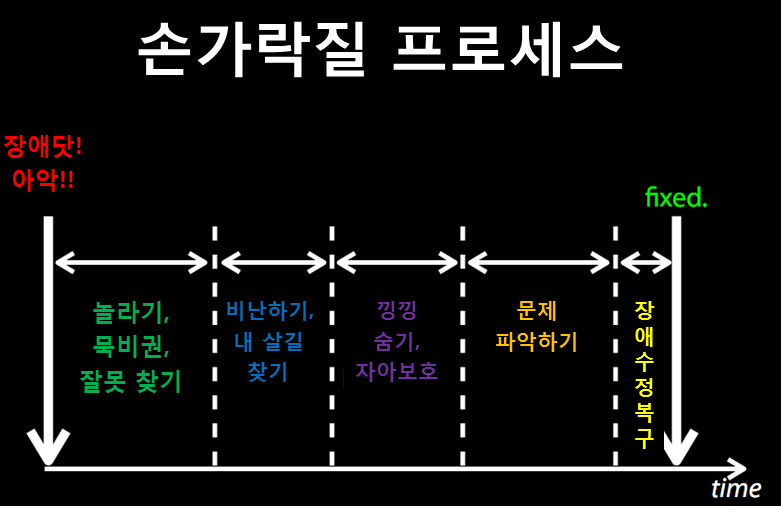 손가락질 프로세스
장애닷!
아악!!
fixed.
놀라기,
묵비권,
잘못 찾기
비난하기,
내 살길
찾기
낑낑
숨기,
자아보호
문제
파악하기
장
애
수
정
복
구
time